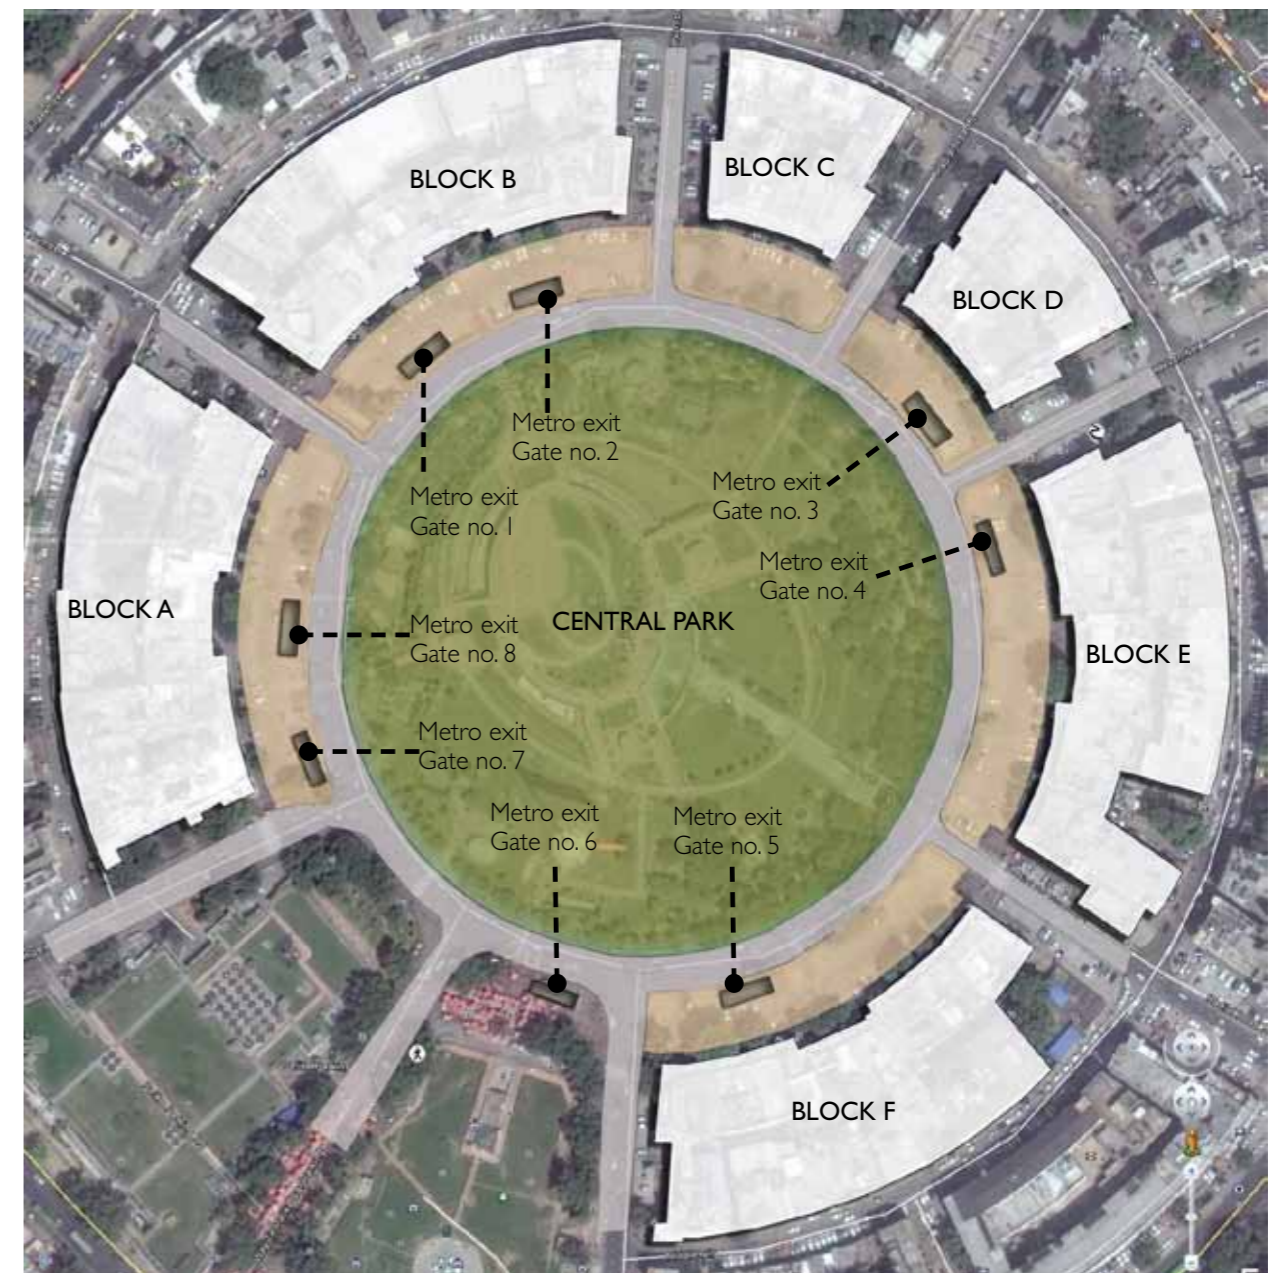 BLOCK B
BLOCK C
BLOCK D
Metro exit
Gate no. 2
Metro exit
Gate no. 1
Metro exit
Gate no. 3
Metro exit
Gate no. 4
BLOCK A
Metro exit
Gate no. 8
CENTRAL PARK
BLOCK E
Metro exit
Gate no. 7
Metro exit
Gate no. 6
Metro exit
Gate no. 5
BLOCK F